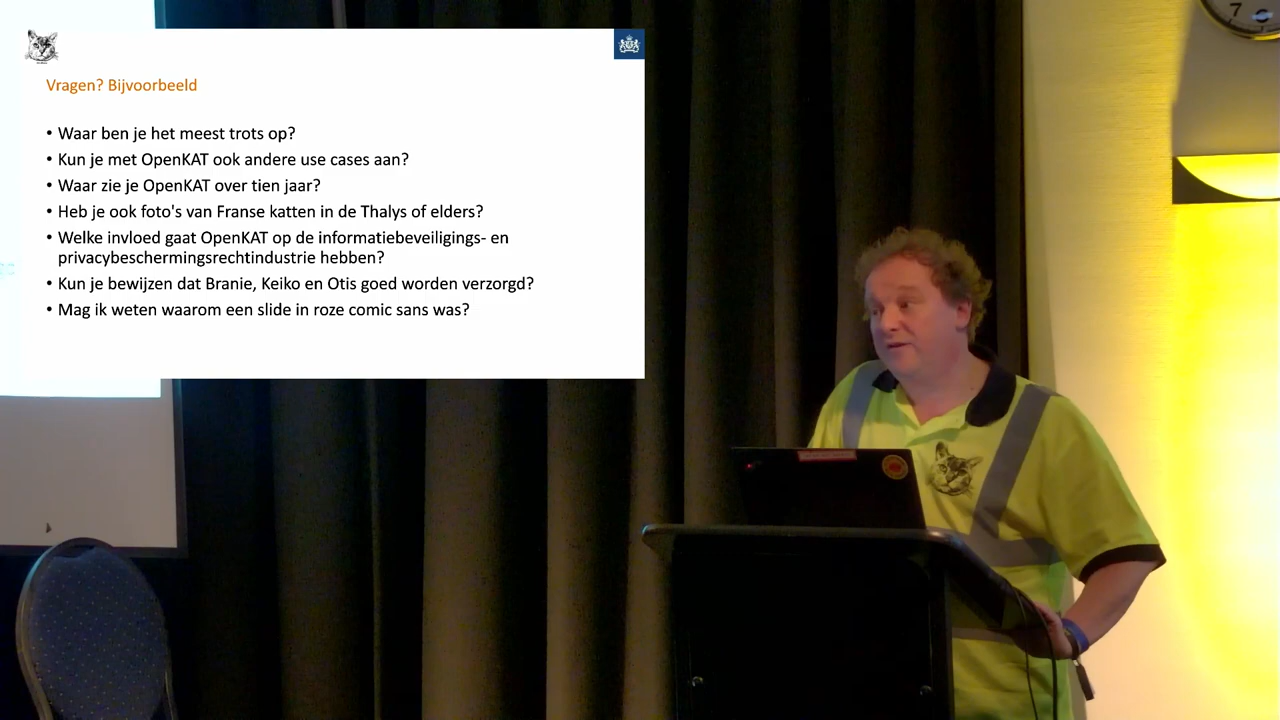 Vragen? Bijvoorbeeld
• Waar ben je het meest trots op?
• Kun je met OpenKAT ook andere use cases aan?
• Waar zie je OpenKAT over tien jaar?
• Heb je ook foto's van Franse katten in de Thalys of elders?
• Welke invloed gaat OpenKAT op de informatiebeveiligings- en
privacybeschermingsrechtindustrie hebben?
• Kun je bewijzen dat Branie, Keiko en Otis goed worden verzorgd?
• Mag ik weten waarom een slide in roze comic sans was?
7